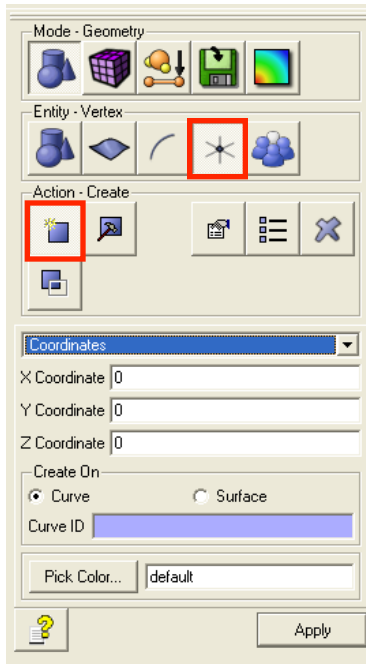 Mode - Geometry
Entity - Vertex
Action - Create
Coordinates
X Coordinate 0
Y Coordinate 0
Z Coordinate 0
Create On
Curve Surface
Curve ID
Pick Color... default
Apply